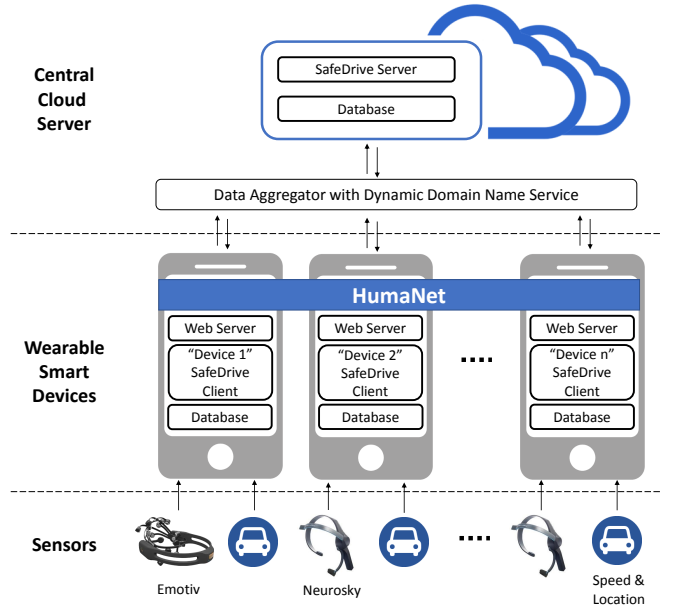 Central
Cloud
Server
SafeDrive Server
Database
Data Aggregator with Dynamic Domain Name Service
HumaNet
Wearable
Smart
Devices
Web Server
"Device 1"
SafeDrive
Client
Database
Web Server
"Device 2"
SafeDrive
Client
Database
....
Web Server
"Device n"
SafeDrive
Client
Database
Sensors
Emotiv
Neurosky
....
Speed &
Location